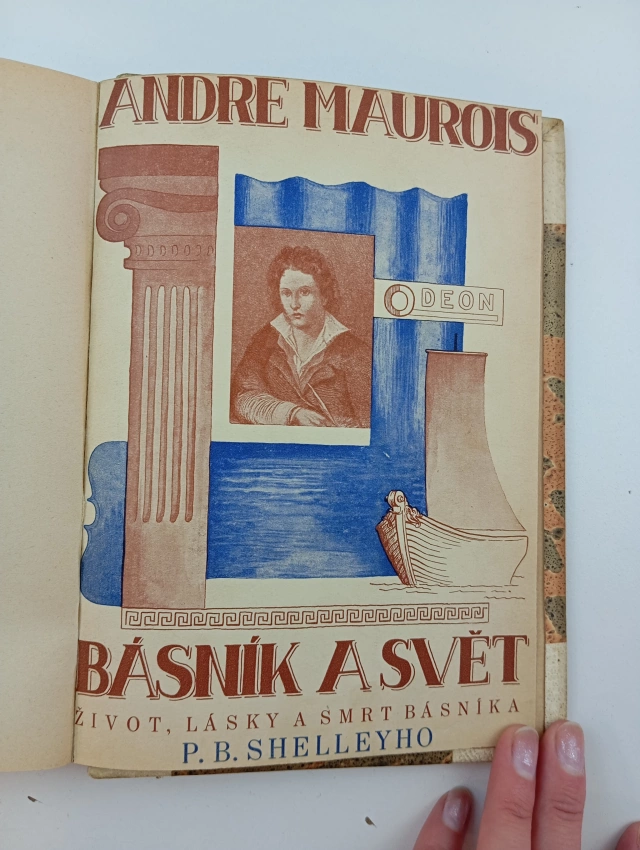 ANDRE MAUROIS
ODEON
BÁSNÍK A SVĚT
ŽIVOT, LÁSKY A SMRT BÁSNÍKA
P. B. SHELLEYHO